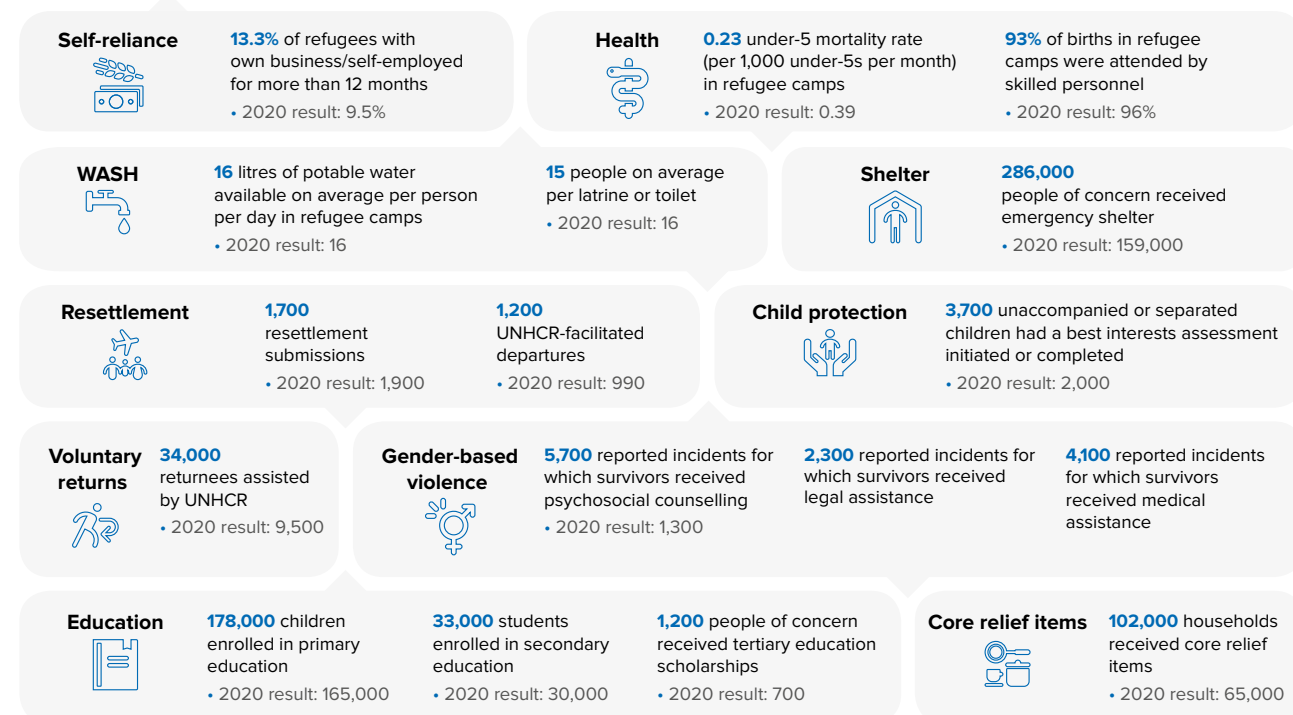 Self-reliance
13.3% of refugees with
own business/self-employed
for more than 12 months
• 2020 result: 9.5%
Health
0.23 under-5 mortality rate
(per 1,000 under-5s per month)
in refugee camps
• 2020 result: 0.39
93% of births in refugee
camps were attended by
skilled personnel
• 2020 result: 96%
WASH
16 litres of potable water
available on average per person
per day in refugee camps
• 2020 result: 16
15 people on average
per latrine or toilet
• 2020 result: 16
Shelter
286,000
people of concern received
emergency shelter
• 2020 result: 159,000
Resettlement
1,700
resettlement
submissions
• 2020 result: 1,900
1,200
UNHCR-facilitated
departures
• 2020 result: 990
Child protection
3,700 unaccompanied or separated
children had a best interests assessment
initiated or completed
• 2020 result: 2,000
Voluntary
returns
34,000
returnees assisted
by UNHCR
• 2020 result: 9,500
Gender-based
violence
5,700 reported incidents for
which survivors received
psychosocial counselling
• 2020 result: 1,300
2,300 reported incidents for
which survivors received
legal assistance
4,100 reported incidents
for which survivors
received medical
assistance
Education
178,000 children
enrolled in primary
education
• 2020 result: 165,000
33,000 students
enrolled in secondary
education
• 2020 result: 30,000
1,200 people of concern
received tertiary education
scholarships
• 2020 result: 700
Core relief items
102,000 households
received core relief
items
• 2020 result: 65,000